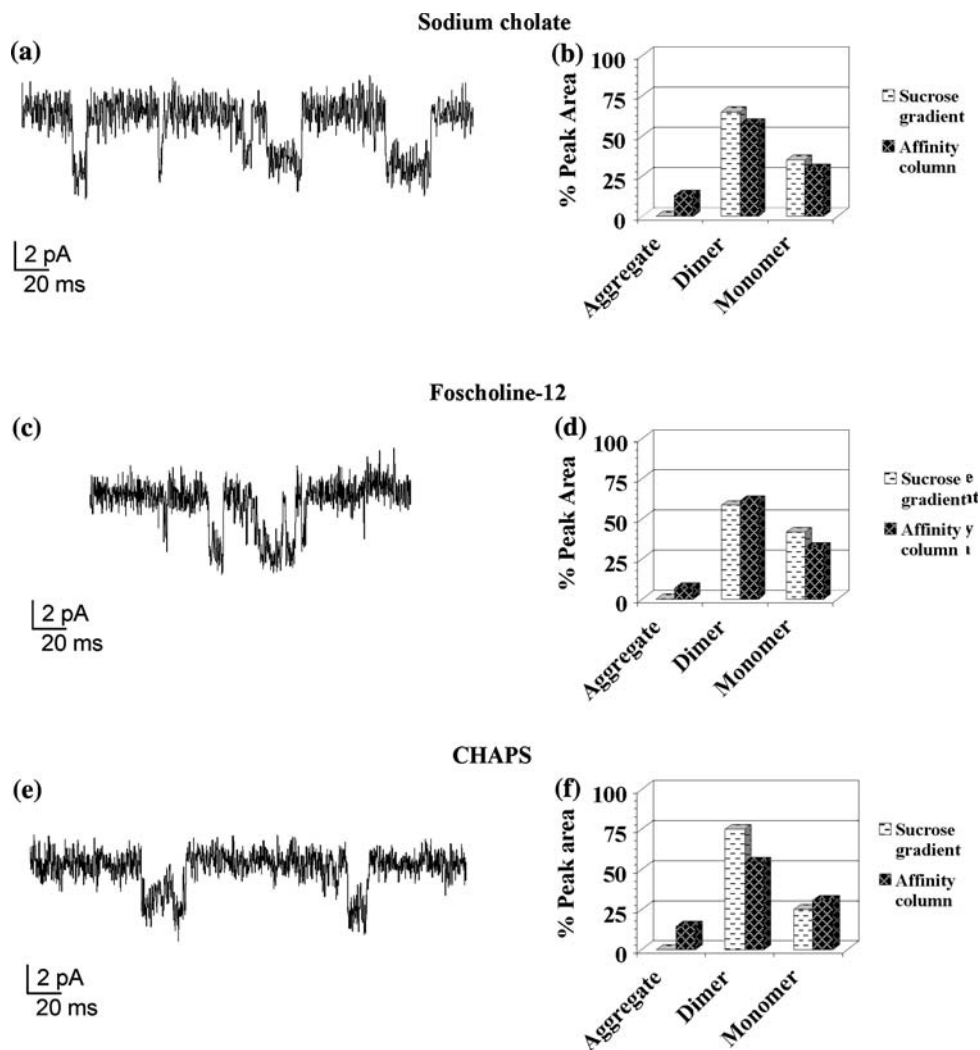 Sodium cholate
(a)
2 pA
20 ms
(b)
% Peak Area
100
75
50
25
0
Aggregate
Dimer
Monomer
Sucrose
gradient
Affinity
column
Foscholine-12
(c)
2 pA
20 ms
(d)
% Peak Area
100
75
50
25
0
Aggregate
Dimer
Monomer
Sucrose e
gradient nt
Affinity y
column
CHAPS
(e)
2 pA
20 ms
(f)
% Peak area
100
75
50
25
0
Aggregate
Dimer
Monomer
Sucrose
gradient
Affinity
column